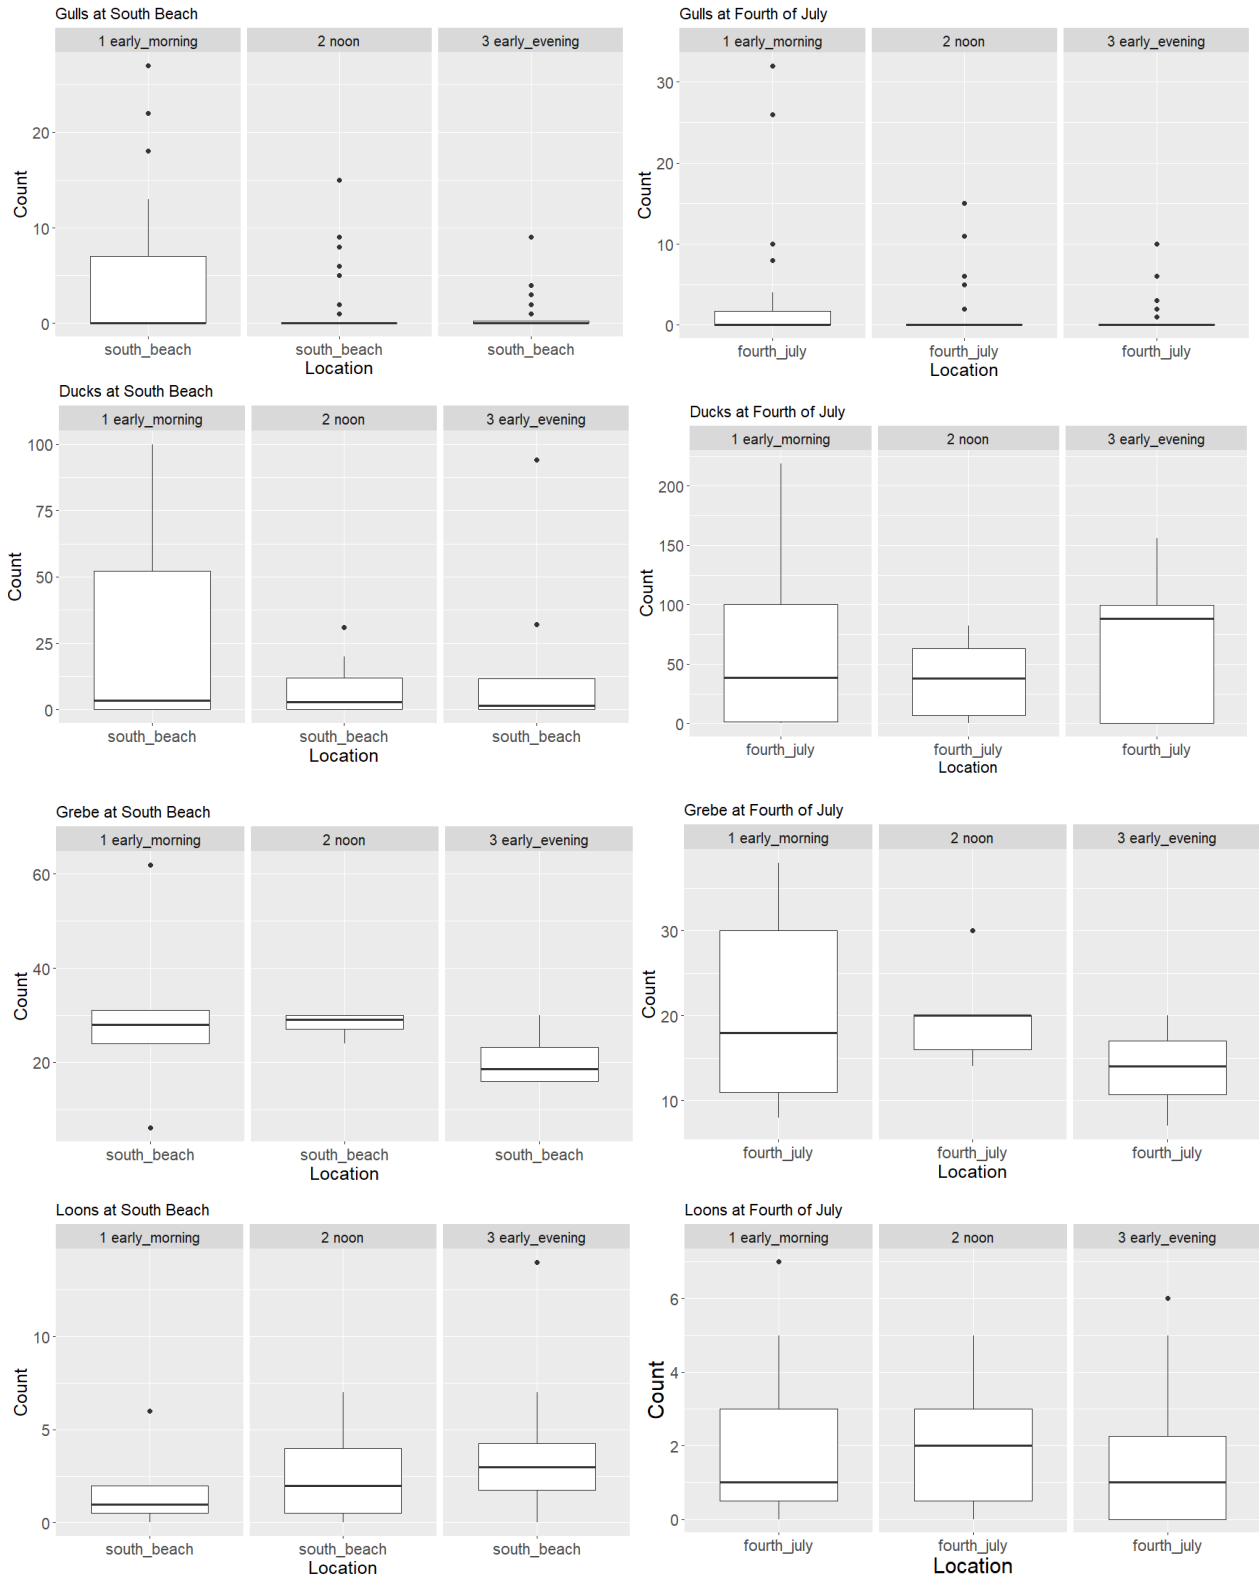 Gulls at South Beach
1 early_morning 2 noon 3 early_evening
Count
20
10
0
south_beach south_beach south_beach
Location
Gulls at Fourth of July
1 early_morning 2 noon 3 early_evening
Count
30
20
10
0
fourth_july fourth_july fourth_july
Location
Ducks at South Beach
1 early_morning 2 noon 3 early_evening
Count
100
75
50
25
0
south_beach south_beach south_beach
Location
Ducks at Fourth of July
1 early_morning 2 noon 3 early_evening
Count
200
150
100
50
0
fourth_july fourth_july fourth_july
Location
Grebe at South Beach
1 early_morning 2 noon 3 early_evening
Count
60
40
20
south_beach south_beach south_beach
Location
Grebe at Fourth of July
1 early_morning 2 noon 3 early_evening
Count
30
20
10
fourth_july fourth_july fourth_july
Location
Loons at South Beach
1 early_morning 2 noon 3 early_evening
Count
10
5
0
south_beach south_beach south_beach
Location
Loons at Fourth of July
1 early_morning 2 noon 3 early_evening
Count
6
4
2
0
fourth_july fourth_july fourth_july
Location